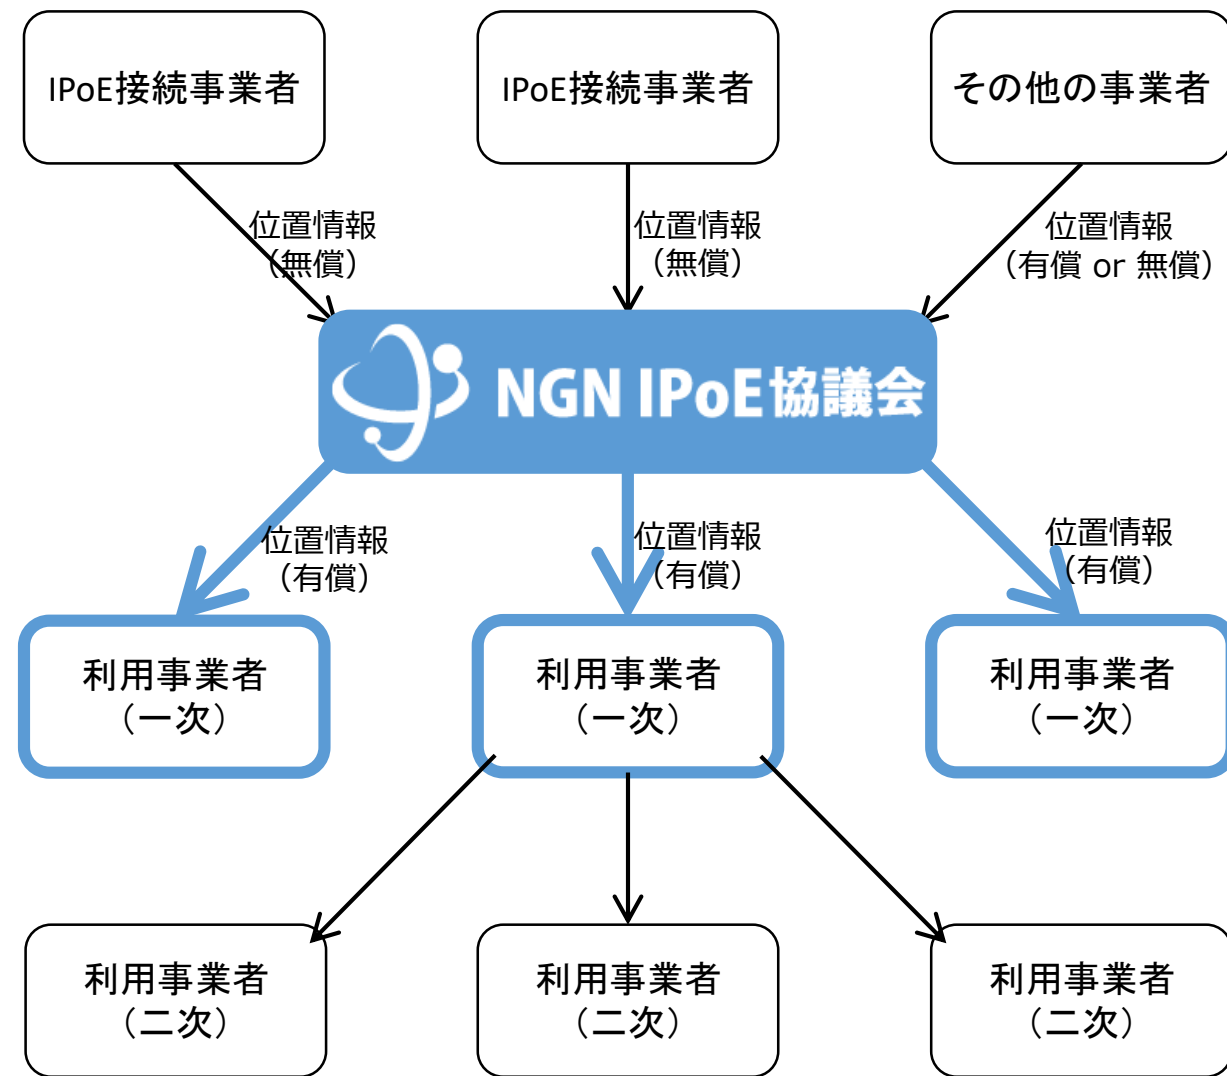 IPoE接続事業者
IPoE接続事業者
その他の事業者
位置情報
（無償）
位置情報
（無償）
位置情報
（有償 or 無償）
NGN IPoE協議会
位置情報
（有償）
位置情報
（有償）
位置情報
（有償）
利用事業者
（一次）
利用事業者
（一次）
利用事業者
（一次）
利用事業者
（二次）
利用事業者
（二次）
利用事業者
（二次）